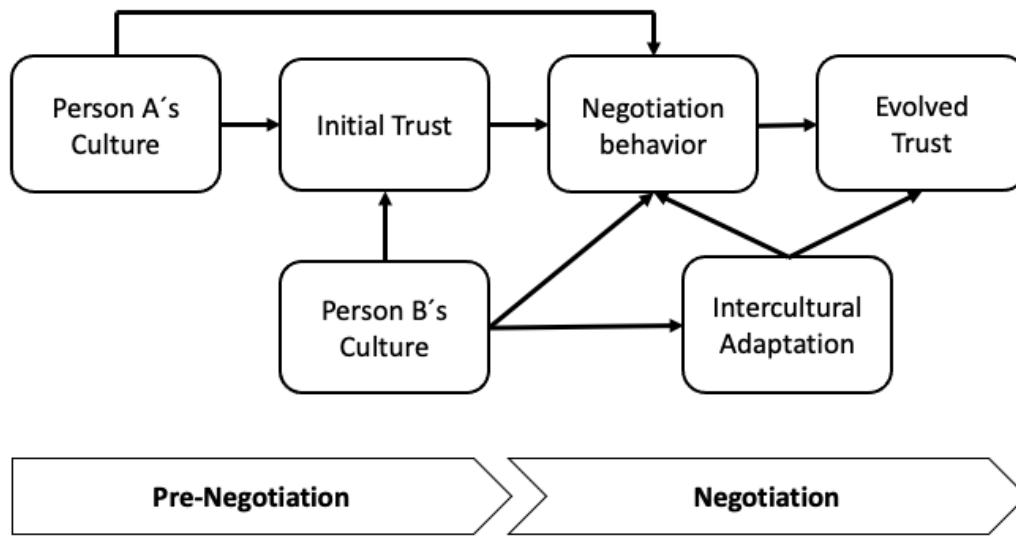 Person A´s
Culture
Initial Trust
Negotiation
behavior
Evolved
Trust
Person B´s
Culture
Intercultural
Adaptation
Pre-Negotiation
Negotiation